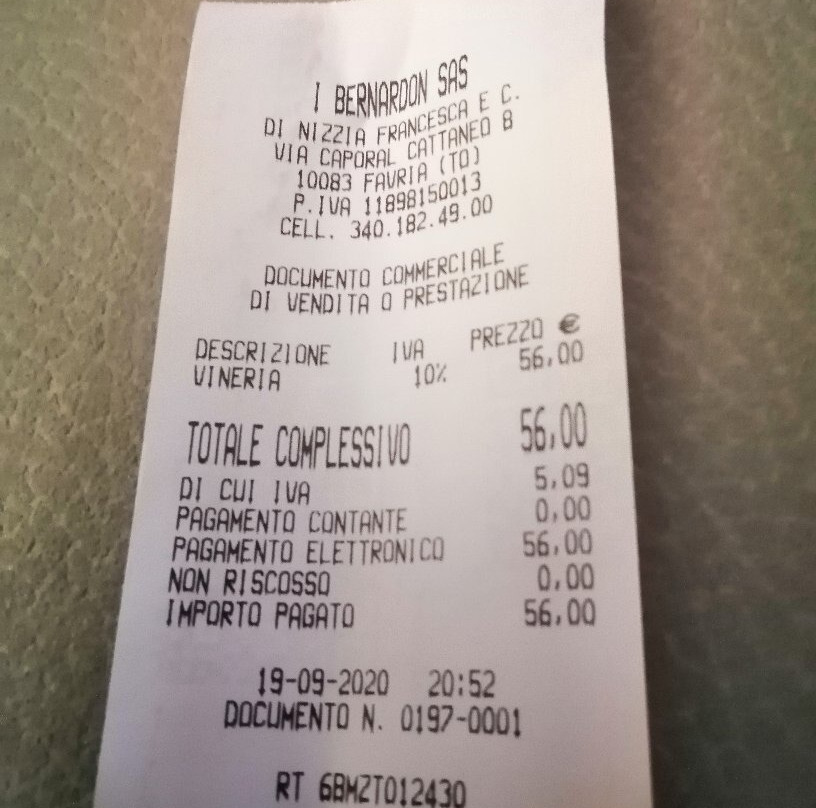 I BERNARDON SAS
DI NIZZIA FRANCESCA E C.
VIA CAPORAL CATTANEO 8
10083 FAVRIA (TO)
P.IVA 11898150013
CELL. 340.182.49.00
DOCUMENTO COMMERCIALE
DI VENDITA O PRESTAZIONE
DESCRIZIONE IVA PREZZO €
VINERIA 10% 56,00
TOTALE COMPLESSIVO 56,00
DI CUI IVA 5,09
PAGAMENTO CONTANTE 0,00
PAGAMENTO ELETTRONICO 56,00
NON RISCOSSO 0,00
IMPORTO PAGATO 56,00
19-09-2020 20:52
DOCUMENTO N. 0197-0001
RT 6BMZT012430